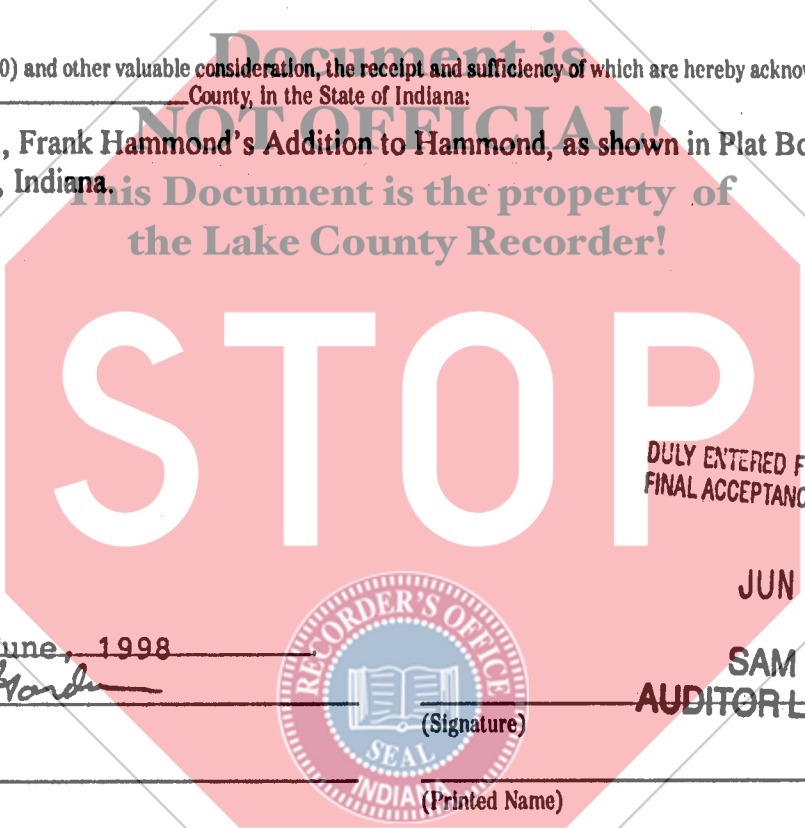 Document is
0) and other valuable consideration, the receipt and sufficiency of which are hereby acknow
County, in the State of Indiana:
NOT OFFICIAL!
, Frank Hammond's Addition to Hammond, as shown in Plat Bo
, Indiana.
This Document is the property of
the Lake County Recorder!
STOP
DULY ENTERED F
FINAL ACCEPTANC
JUN
une, 1998
SAM
AUDITOR L
(Signature)
(Printed Name)
RECORDER'S OFFICE
SEAL
INDIANA